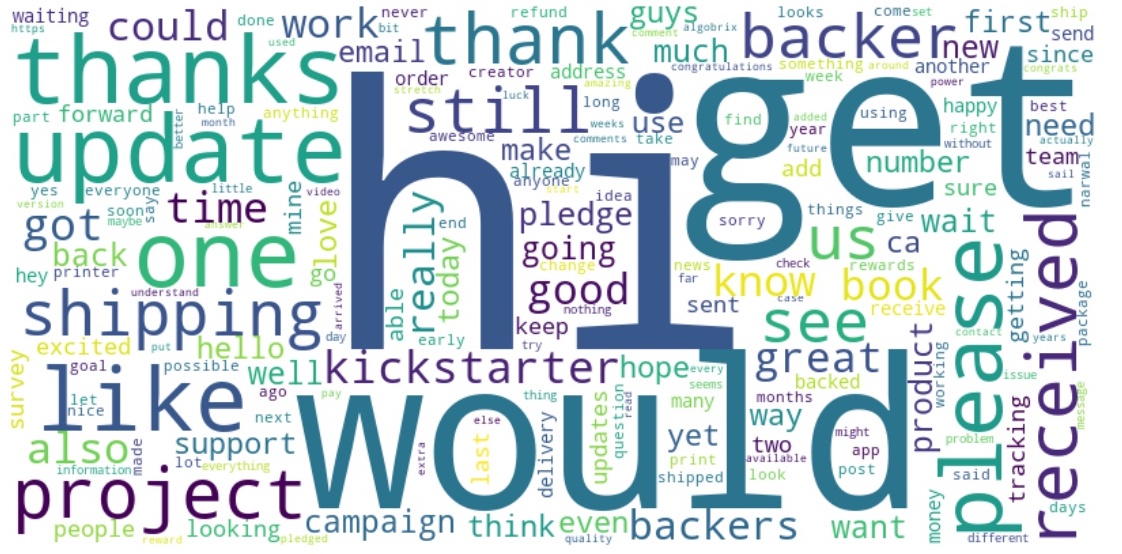 waiting
https
could
done
work
never
bit
refund
guys
comment
algobrix
looks
come
set
first
ship
send
thanks
used
email
thank
much
backer
new
since
congratulations
something
around
another
congrats
order
creator
address
amazing
week
power
stretch
luck
still
long
use
hi
get
find
added
year
using
happy
best
need
part
forward
help
month
anything
better
awesome
weeks
comments
take
future
right
without
actually
team
update
make
already
anyone
start
may
add
number
sail
narwal
yes
everyone
little
video
version
soon
maybe
say
time
answer
mine
love
idea
pledge
sorry
things
give
sure
wait
got
one
really
end
today
going
us
ca
back
hey
printer
go
change
news
check
rewards
know
book
far
case
receive
understand
arrived
able
good
nothing
sent
please
getting
received
package
shipping
day
early
keep
try
see
product
contact
years
excited
put
hello
kickstarter
hope
every
great
working
issue
survey
goal
possible
well
seems
backed
message
like
let
nice
ago
pay
thing
many
months
next
would
else
last
extra
delivery
updates
question
read
yet
way
two
might
app
available
post
tracking
problem
also
made
support
information
lot
everything
print
shipped
look
said
project
money
days
people
looking
reward
pledged
campaign
think
even
quality
backers
want
different